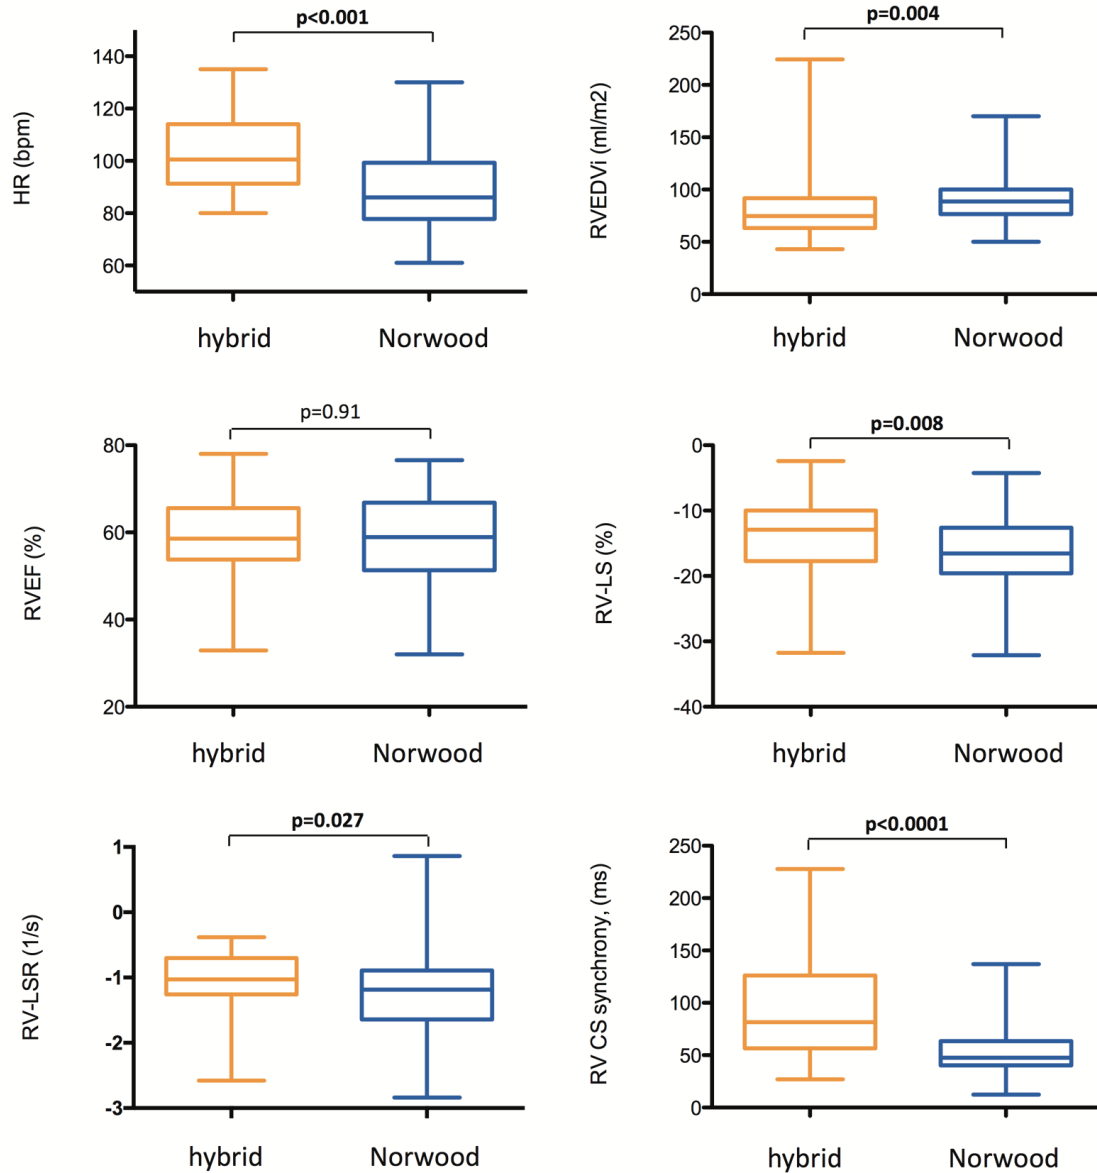 p<0.001
HR (bpm)
140
120
100
80
60
hybrid
Norwood
p=0.004
RVEDVi (ml/m2)
250
200
150
100
50
0
hybrid
Norwood
p=0.91
RVEF (%)
80
60
40
20
hybrid
Norwood
p=0.008
RV-LS (%)
0
-10
-20
-30
-40
hybrid
Norwood
p=0.027
RV-LSR (1/s)
1
0
-1
-2
-3
hybrid
Norwood
p<0.0001
RV CS synchrony, (ms)
250
200
150
100
50
0
hybrid
Norwood